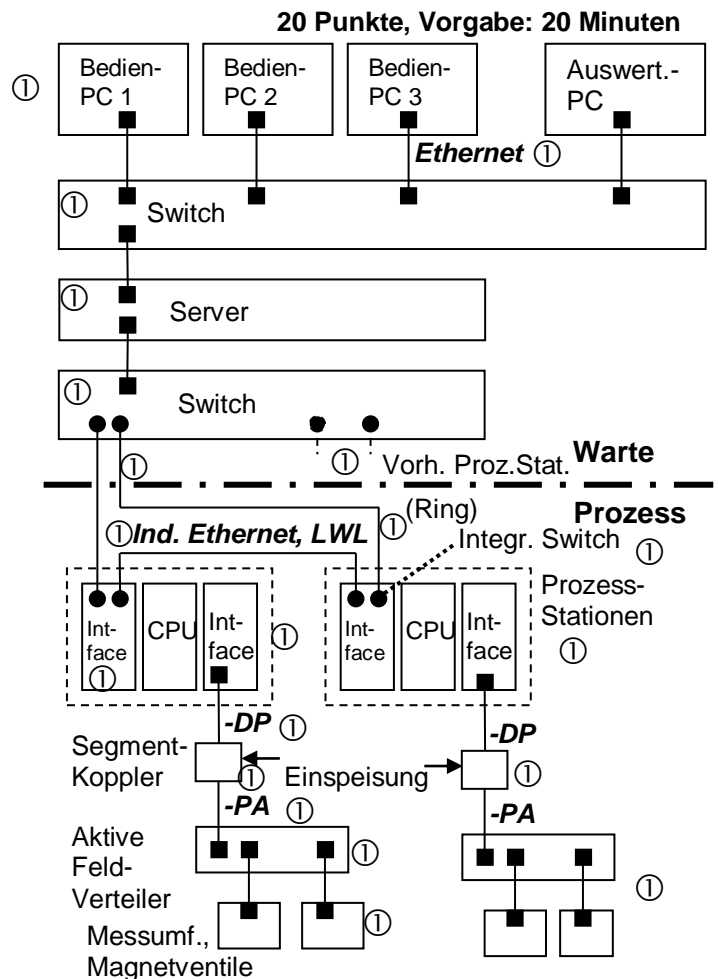 20 Punkte, Vorgabe: 20 Minuten
①
Bedien-
PC 1
Bedien-
PC 2
Bedien-
PC 3
Auswert.-
PC
Ethernet ①
①
Switch
①
Server
①
Switch
①
① Vorh. Proz.Stat.
Warte
(Ring)
Prozess
① Ind. Ethernet, LWL ①
Integr. Switch ①
Int-
face
①
CPU
Int-
face
①
Int-
face
CPU
Int-
face
Prozess-
Stationen
①
-DP ①
-DP
Segment-
Koppler
①
Einspeisung
①
①
-PA
-PA
Aktive
Feld-
Verteiler
①
①
Messumf.,
Magnetventile
①